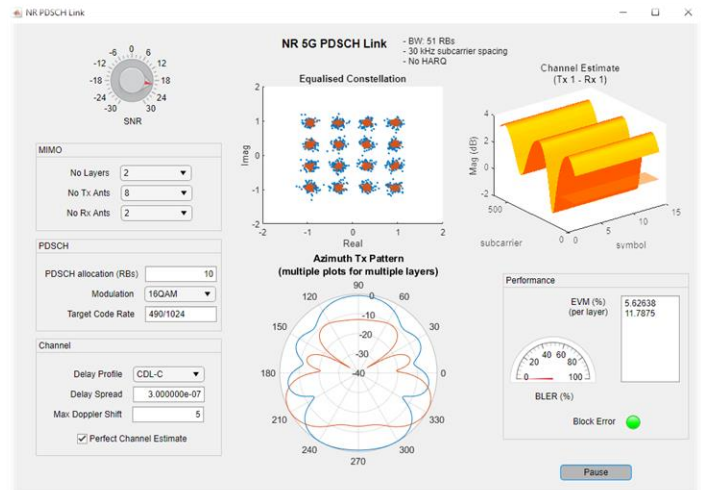 NR PDSCH Link
NR 5G PDSCH Link
- BW: 51 RBs
- 30 kHz subcarrier spacing
- No HARQ
-6 0 6
-12 12
-18 18
-24 24
-30 30
SNR
MIMO
No Layers 2
No Tx Ants 8
No Rx Ants 2
PDSCH
PDSCH allocation (RBs) 10
Modulation 16QAM
Target Code Rate 490/1024
Channel
Delay Profile CDL-C
Delay Spread 3.000000e-07
Max Doppler Shift 5
Perfect Channel Estimate
Equalised Constellation
2
1
0
-1
-2
Imag
-2 -1 0 1 2
Real
Azimuth Tx Pattern
(multiple plots for multiple layers)
90
120 60
150 30
180 0
210 330
240 300
270
0
-10
-20
-30
-40
Channel Estimate
(Tx 1 - Rx 1)
4
2
0
-2
Mag (dB)
500
0 0 5 10 15
subcarrier symbol
Performance
EVM (%)
(per layer)
5.62638
11.7875
0 20 40 60 80 100
BLER (%)
Block Error
Pause